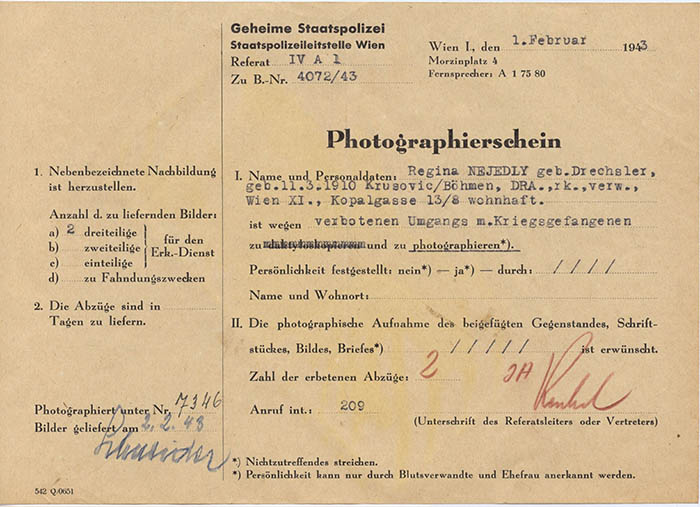 Geheime Staatspolizei
Staatspolizeileitstelle Wien
Referat IV A 1
Zu B.-Nr. 4072/43
Wien I., den 1. Februar 1943
Morzinplatz 4
Fernsprecher: A 1 75 80
Photographierschein
1. Nebenbezeichnete Nachbildung
ist herzustellen.
Anzahl d. zu liefernden Bilder:
a) 2 dreiteilige
b) zweiteilige
c) einteilige
für den
Erk.-Dienst
d) zu Fahndungszwecken
2. Die Abzüge sind in
Tagen zu liefern.
Photographiert unter Nr. 7346
Bilder geliefert am 2.2.43
I. Name und Personaldaten: Regina NEJEDLY geb.Drechsler,
geb.11.3.1910 Krusovic/Böhmen, DRA.,rk.,verw.,
Wien XI., Kopalgasse 13/8 wohnhaft.
ist wegen verbotenen Umgangs m.Kriegsgefangenen
zu daktyloskopieren und zu photographieren*).
Persönlichkeit festgestellt: nein*) — ja*) — durch: / / / /
Name und Wohnort:
II. Die photographische Aufnahme des beigefügten Gegenstandes, Schrift-
stückes, Bildes, Briefes*) / / / / / ist erwünscht.
Zahl der erbetenen Abzüge: 2
Anruf int.: 209
(Unterschrift des Referatsleiters oder Vertreters)
*) Nichtzutreffendes streichen.
*) Persönlichkeit kann nur durch Blutsverwandte und Ehefrau anerkannt werden.
542 Q/0651